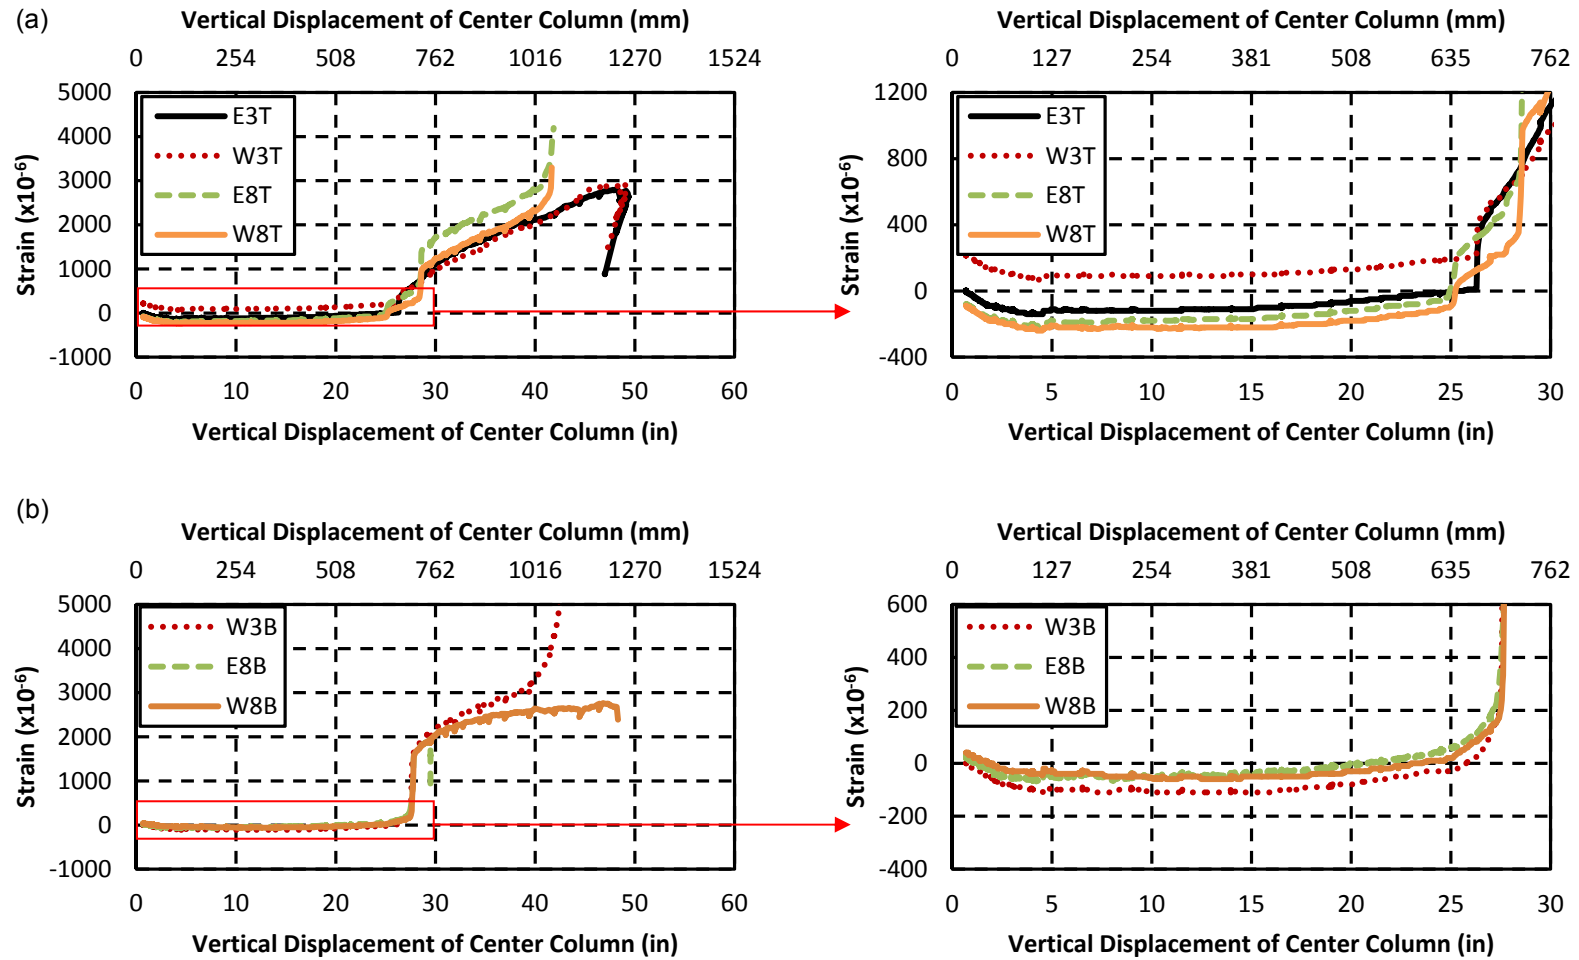 (a)
Vertical Displacement of Center Column (mm)
0 254 508 762 1016 1270 1524
5000
4000
3000
2000
1000
0
-1000
Strain (x10-6)
E3T
W3T
E8T
W8T
0 10 20 30 40 50 60
Vertical Displacement of Center Column (in)
Vertical Displacement of Center Column (mm)
0 127 254 381 508 635 762
1200
800
400
0
-400
Strain (x10-6)
E3T
W3T
E8T
W8T
0 5 10 15 20 25 30
Vertical Displacement of Center Column (in)
(b)
Vertical Displacement of Center Column (mm)
0 254 508 762 1016 1270 1524
5000
4000
3000
2000
1000
0
-1000
Strain (x10-6)
W3B
E8B
W8B
0 10 20 30 40 50 60
Vertical Displacement of Center Column (in)
Vertical Displacement of Center Column (mm)
0 127 254 381 508 635 762
600
400
200
0
-200
-400
Strain (x10-6)
W3B
E8B
W8B
0 5 10 15 20 25 30
Vertical Displacement of Center Column (in)